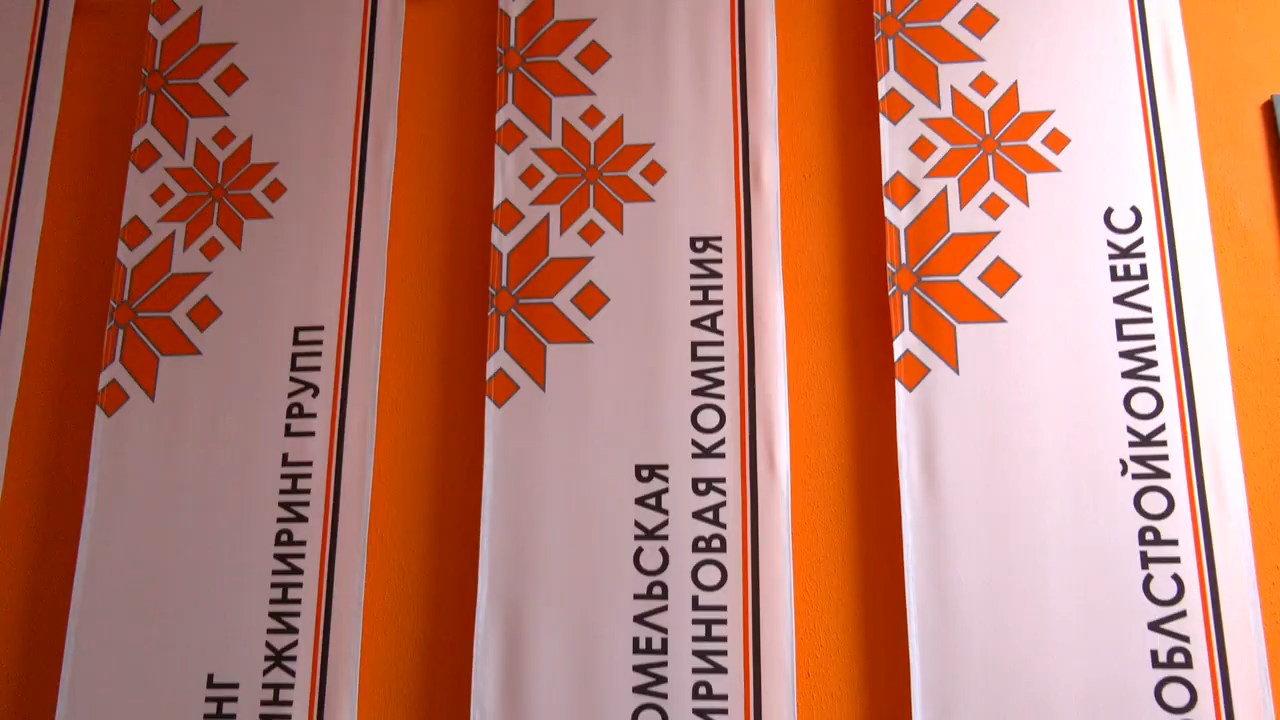 НГ
ИНЖИНИРИНГ ГРУПП
ОМЕЛЬСКАЯ
ИРИНГОВАЯ КОМПАНИЯ
ОБЛСТРОЙКОМПЛЕКС